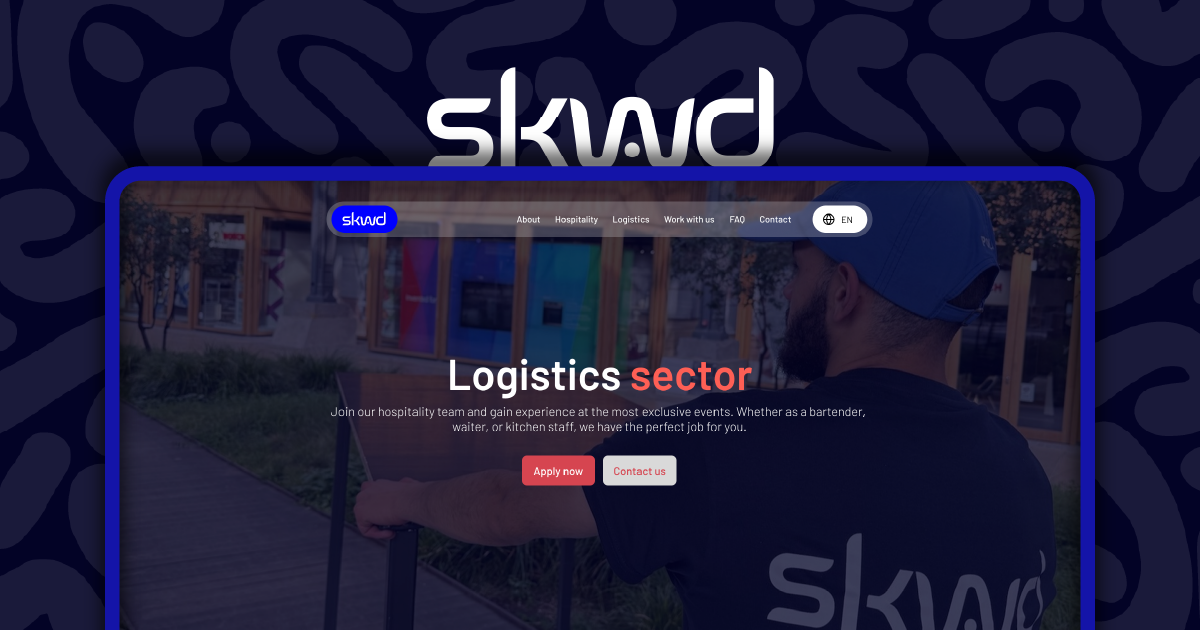 skwd
skwd
About Hospitality Logistics Work with us FAQ Contact EN
Logistics sector
Join our hospitality team and gain experience at the most exclusive events. Whether as a bartender,
waiter, or kitchen staff, we have the perfect job for you.
Apply now Contact us
skwd